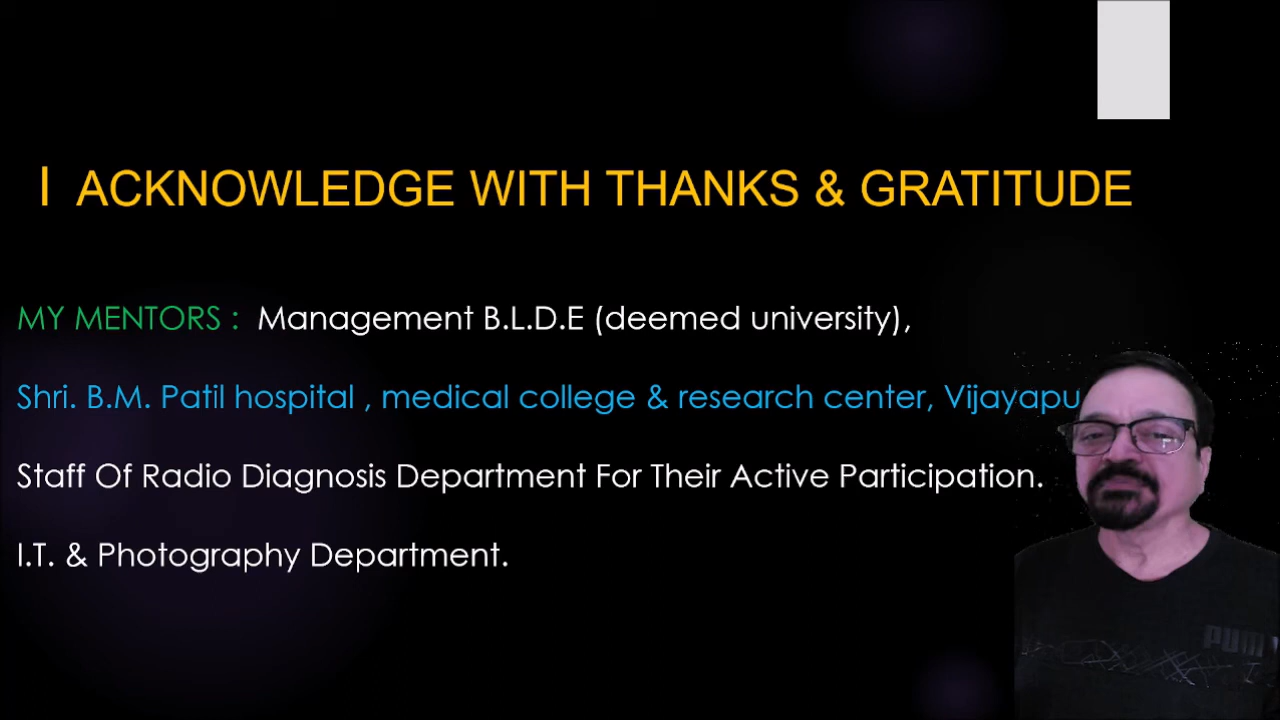 I ACKNOWLEDGE WITH THANKS & GRATITUDE
MY MENTORS : Management B.L.D.E (deemed university),
Shri. B.M. Patil hospital , medical college & research center,
Staff Of Radio Diagnosis Department For Their Active Participation.
I.T. & Photography Department.